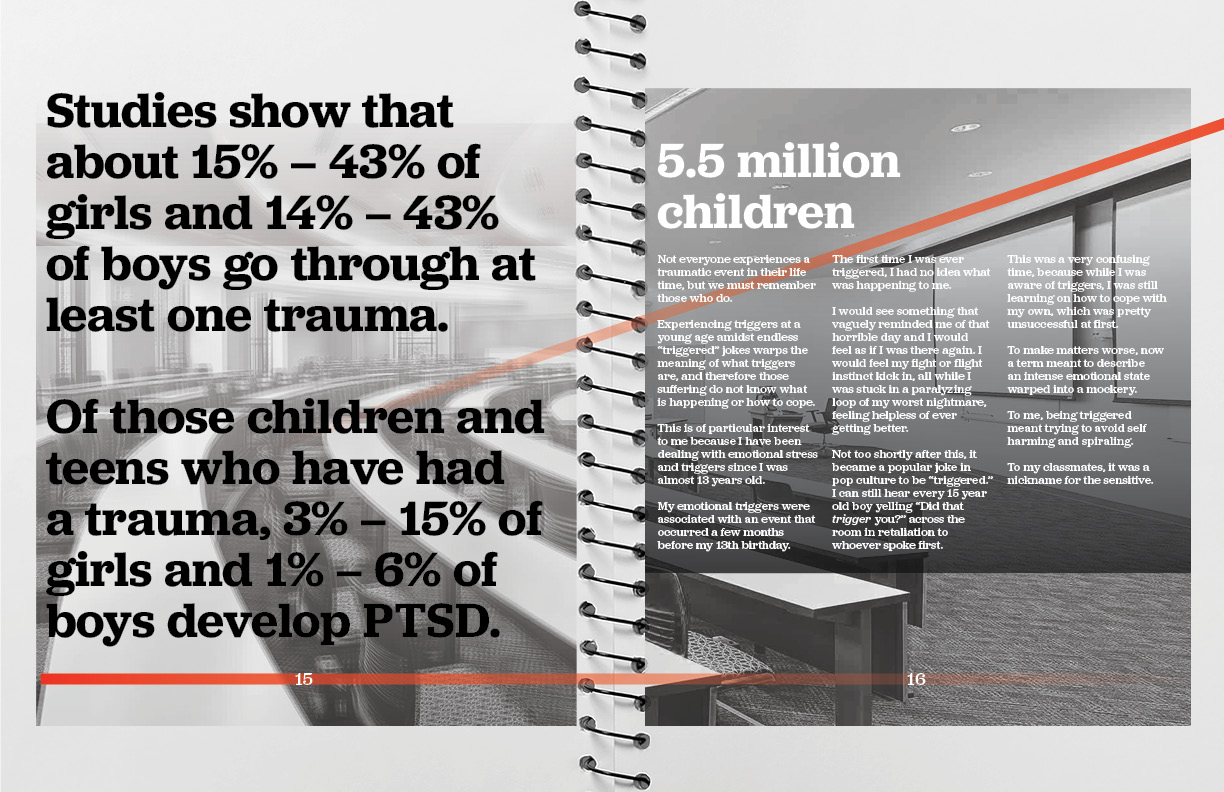 Studies show that
about 15% – 43% of
girls and 14% – 43%
of boys go through at
least one trauma.
Of those children and
teens who have had
a trauma, 3% – 15% of
girls and 1% – 6% of
boys develop PTSD.
15
5.5 million
children
Not everyone experiences a
traumatic event in their life
time, but we must remember
those who do.
Experiencing triggers at a
young age amidst endless
“triggered” jokes warps the
meaning of what triggers
are, and therefore those
suffering do not know what
is happening or how to cope.
This is of particular interest
to me because I have been
dealing with emotional stress
and triggers since I was
almost 13 years old.
My emotional triggers were
associated with an event that
occurred a few months
before my 13th birthday.
The first time I was ever
triggered, I had no idea what
was happening to me.
I would see something that
vaguely reminded me of that
horrible day and I would
feel as if I was there again. I
would feel my fight or flight
instinct kick in, all while I
was stuck in a paralyzing
loop of my worst nightmare,
feeling helpless of ever
getting better.
Not too shortly after this, it
became a popular joke in
pop culture to be “triggered.”
I can still hear every 15 year
old boy yelling “Did that
trigger you?” across the
room in retaliation to
whoever spoke first.
This was a very confusing
time, because while I was
aware of triggers, I was still
learning on how to cope with
my own, which was pretty
unsuccessful at first.
To make matters worse, now
a term meant to describe
an intense emotional state
warped into a mockery.
To me, being triggered
meant trying to avoid self
harming and spiraling.
To my classmates, it was a
nickname for the sensitive.
16